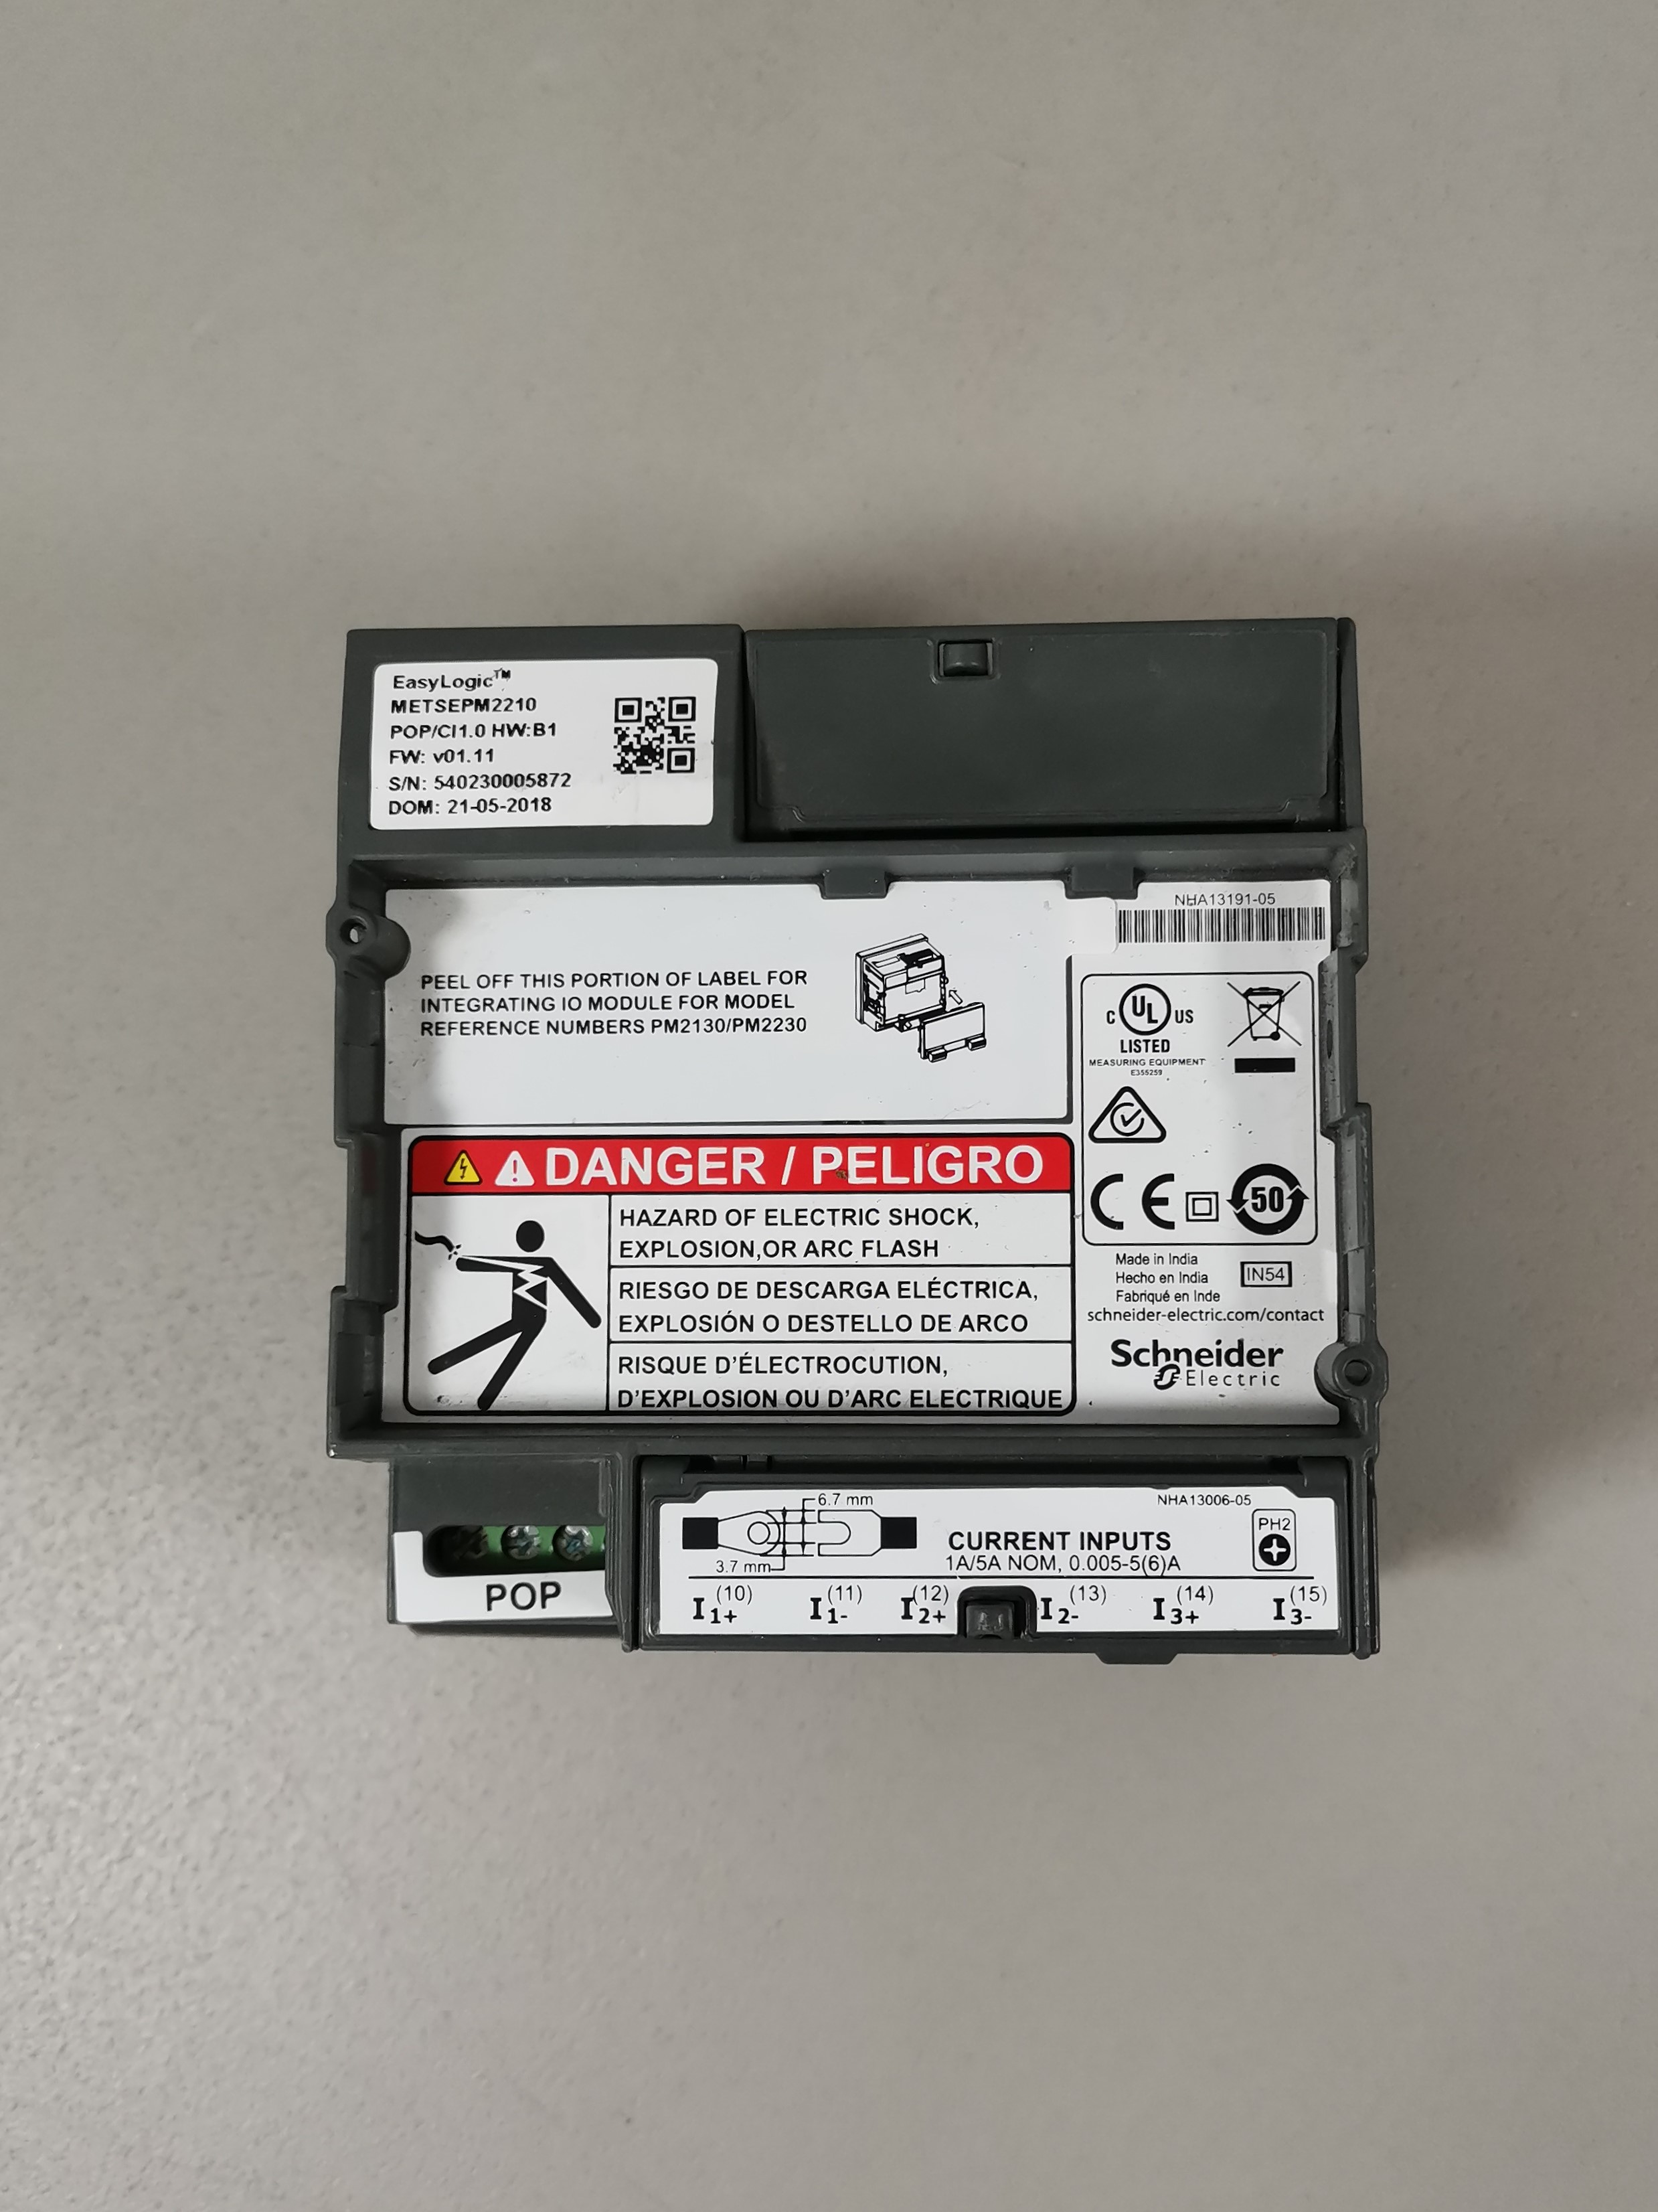 EasyLogic™
METSEPM2210
POP/CI1.0 HW:B1
FW: v01.11
S/N: 540230005872
DOM: 21-05-2018
NHA13191-05
PEEL OFF THIS PORTION OF LABEL FOR
INTEGRATING IO MODULE FOR MODEL
REFERENCE NUMBERS PM2130/PM2230
C UL US
LISTED
MEASURING EQUIPMENT
E355259
DANGER / PELIGRO
HAZARD OF ELECTRIC SHOCK,
EXPLOSION,OR ARC FLASH
RIESGO DE DESCARGA ELÉCTRICA,
EXPLOSIÓN O DESTELLO DE ARCO
RISQUE D'ÉLECTROCUTION,
D'EXPLOSION OU D'ARC ELECTRIQUE
CE 50
Made in India
Hecho en India
Fabriqué en Inde
IN54
schneider-electric.com/contact
Schneider
Electric
POP
6.7 mm
3.7 mm
NHA13006-05
CURRENT INPUTS
1A/5A NOM, 0.005-5(6)A
PH2
I1+ (10) I1- (11) I2+ (12) I2- (13) I3+ (14) I3- (15)